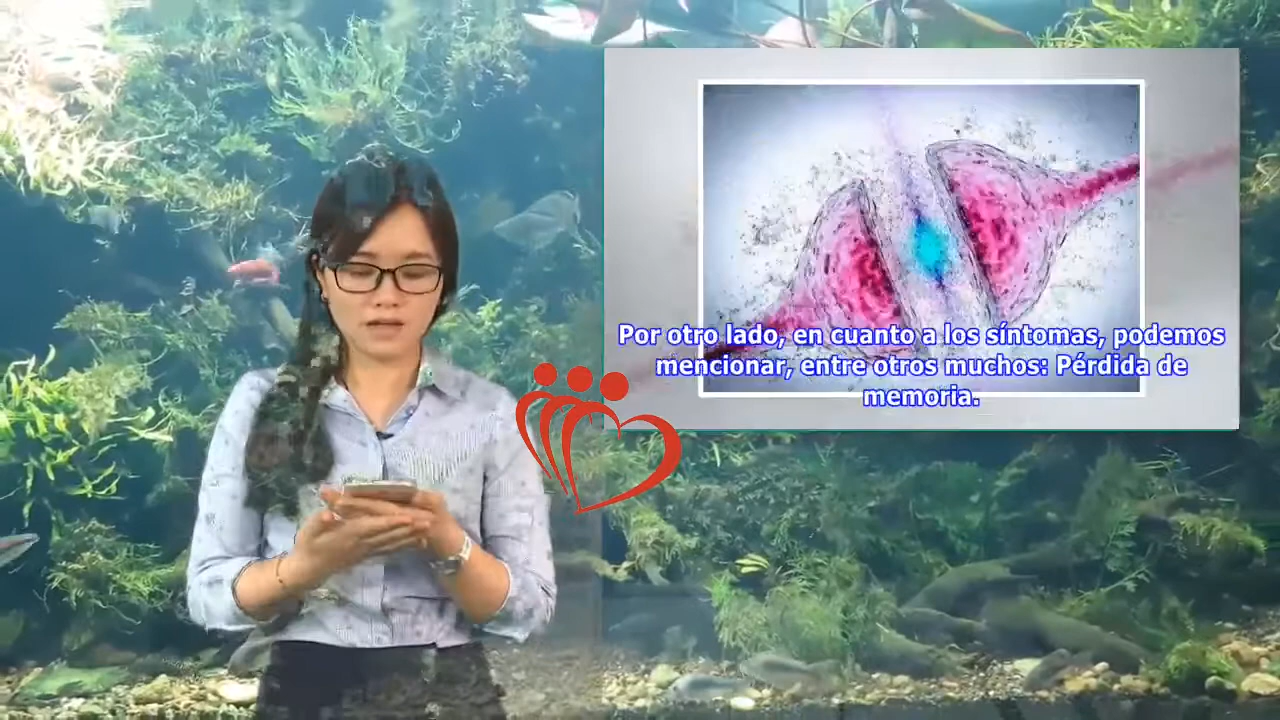 Por otro lado, en cuanto a los síntomas, podemos
mencionar, entre otros muchos: Pérdida de
memoria.